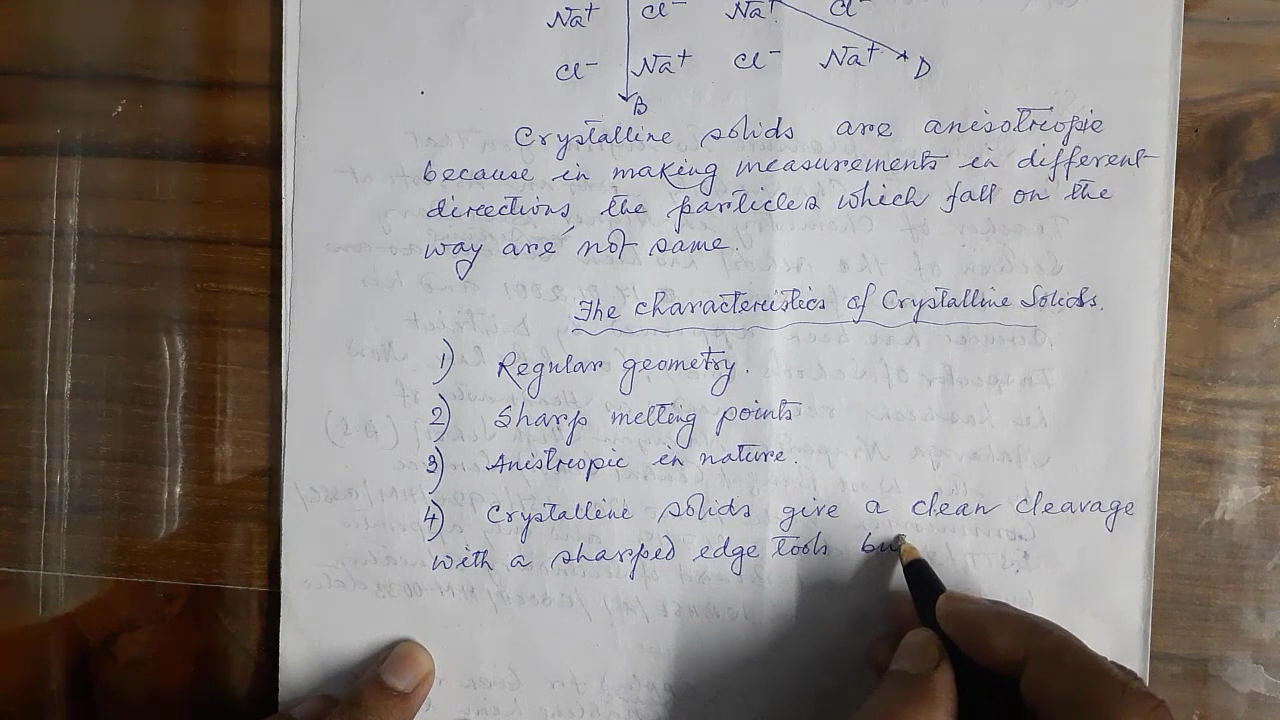 Na⁺ Cl⁻ Na⁺ Cl⁻
Cl⁻ Na⁺ Cl⁻ Na⁺ D
B
Crystalline solids are anisotropic
because in making measurements in different
directions, the particles which fall on the
way are not same.
The characteristics of Crystalline Solids.
1) Regular geometry.
2) Sharp melting points
3) Anistropic in nature.
4) Crystalline solids give a clean cleavage
with a sharped edge tools bu